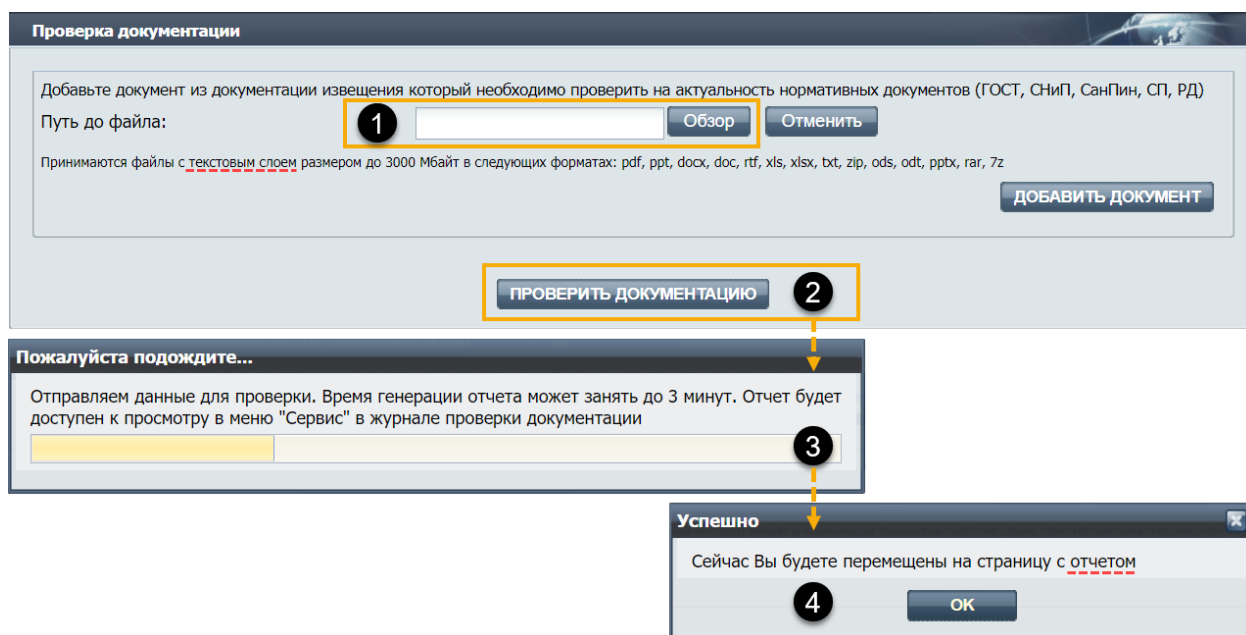 Проверка документации
Добавьте документ из документации извещения который необходимо проверить на актуальность нормативных документов (ГОСТ, СНиП, СанПин, СП, РД)
Путь до файла: 1 Обзор Отменить
Принимаются файлы с текстовым слоем размером до 3000 Мбайт в следующих форматах: pdf, ppt, docx, doc, rtf, xls, xlsx, txt, zip, ods, odt, pptx, rar, 7z
ДОБАВИТЬ ДОКУМЕНТ
ПРОВЕРИТЬ ДОКУМЕНТАЦИЮ 2
Пожалуйста подождите...
Отправляем данные для проверки. Время генерации отчета может занять до 3 минут. Отчет будет
доступен к просмотру в меню "Сервис" в журнале проверки документации
3
Успешно
Сейчас Вы будете перемещены на страницу с отчетом
4 ОК